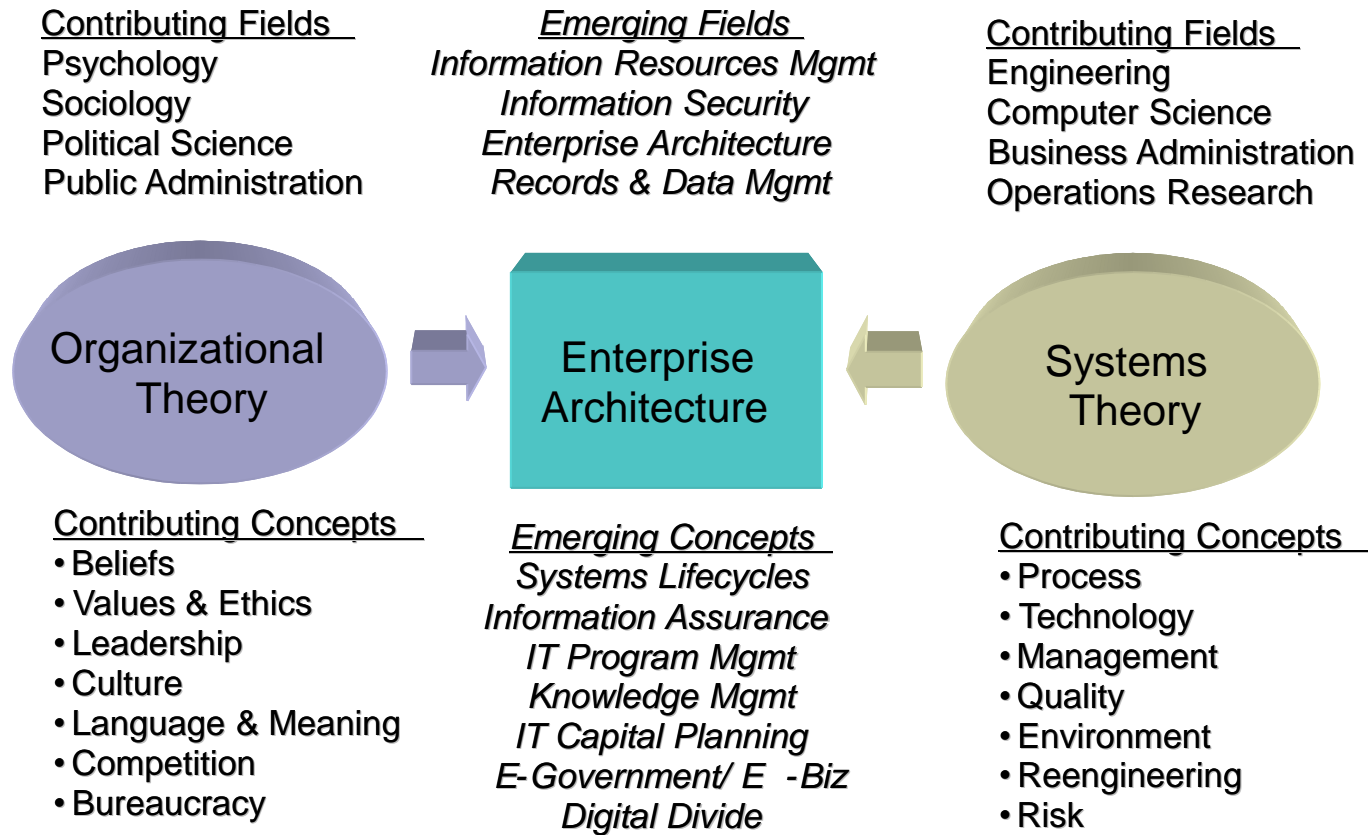 Contributing Fields
Psychology
Sociology
Political Science
Public Administration
Emerging Fields
Information Resources Mgmt
Information Security
Enterprise Architecture
Records & Data Mgmt
Contributing Fields
Engineering
Computer Science
Business Administration
Operations Research
Organizational
Theory
Enterprise
Architecture
Systems
Theory
Contributing Concepts
• Beliefs
• Values & Ethics
• Leadership
• Culture
• Language & Meaning
• Competition
• Bureaucracy
Emerging Concepts
Systems Lifecycles
Information Assurance
IT Program Mgmt
Knowledge Mgmt
IT Capital Planning
E-Government/ E -Biz
Digital Divide
Contributing Concepts
• Process
• Technology
• Management
• Quality
• Environment
• Reengineering
• Risk